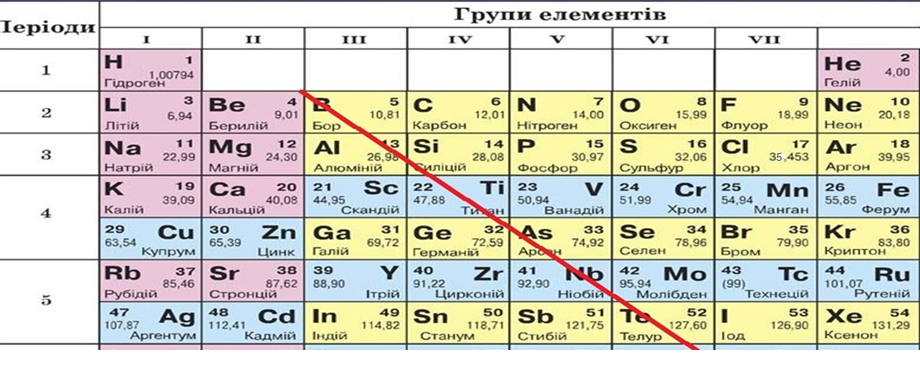 Групи елементів
Періоди I II III IV V VI VII
1 H 1 1,00794 Гідроген He 2 4,00 Гелій
2 Li 3 6,94 Літій Be 4 9,01 Берилій B 5 10,81 Бор C 6 12,01 Карбон N 7 14,00 Нітроген O 8 15,99 Оксиген F 9 18,99 Флуор Ne 10 20,18 Неон
3 Na 11 22,99 Натрій Mg 12 24,30 Магній Al 13 26,98 Алюміній Si 14 28,08 Силіцій P 15 30,97 Фосфор S 16 32,06 Сульфур Cl 17 35,453 Хлор Ar 18 39,95 Аргон
4 K 19 39,09 Калій Ca 20 40,08 Кальцій 21 Sc 44,95 Скандій 22 Ti 47,88 Титан 23 V 50,94 Ванадій 24 Cr 51,99 Хром 25 Mn 54,94 Манган 26 Fe 55,85 Ферум
29 Cu 63,54 Купрум 30 Zn 65,39 Цинк Ga 31 69,72 Галій Ge 32 72,59 Германій As 33 74,92 Арсен Se 34 78,96 Селен Br 35 79,90 Бром Kr 36 83,80 Криптон
5 Rb 37 85,46 Рубідій Sr 38 87,62 Стронцій 39 Y 88,90 Ітрій 40 Zr 91,22 Цирконій 41 Nb 92,90 Ніобій 42 Mo 95,94 Молібден 43 Tc (99) Технецій 44 Ru 101,07 Рутеній
47 Ag 107,87 Аргентум 48 Cd 112,41 Кадмій In 49 114,82 Індій Sn 50 118,71 Станум Sb 51 121,75 Стибій Te 52 127,60 Телур I 53 126,90 Іод Xe 54 131,29 Ксенон